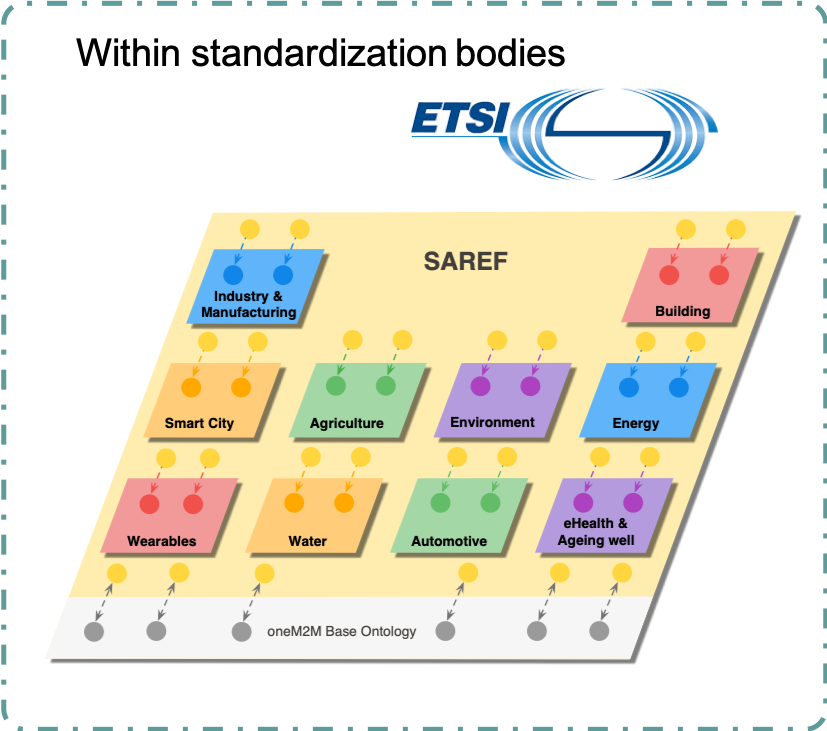 Within standardization bodies
ETSI
SAREF
Industry &
Manufacturing
Building
Smart City
Agriculture
Environment
Energy
Wearables
Water
Automotive
eHealth &
Ageing well
oneM2M Base Ontology